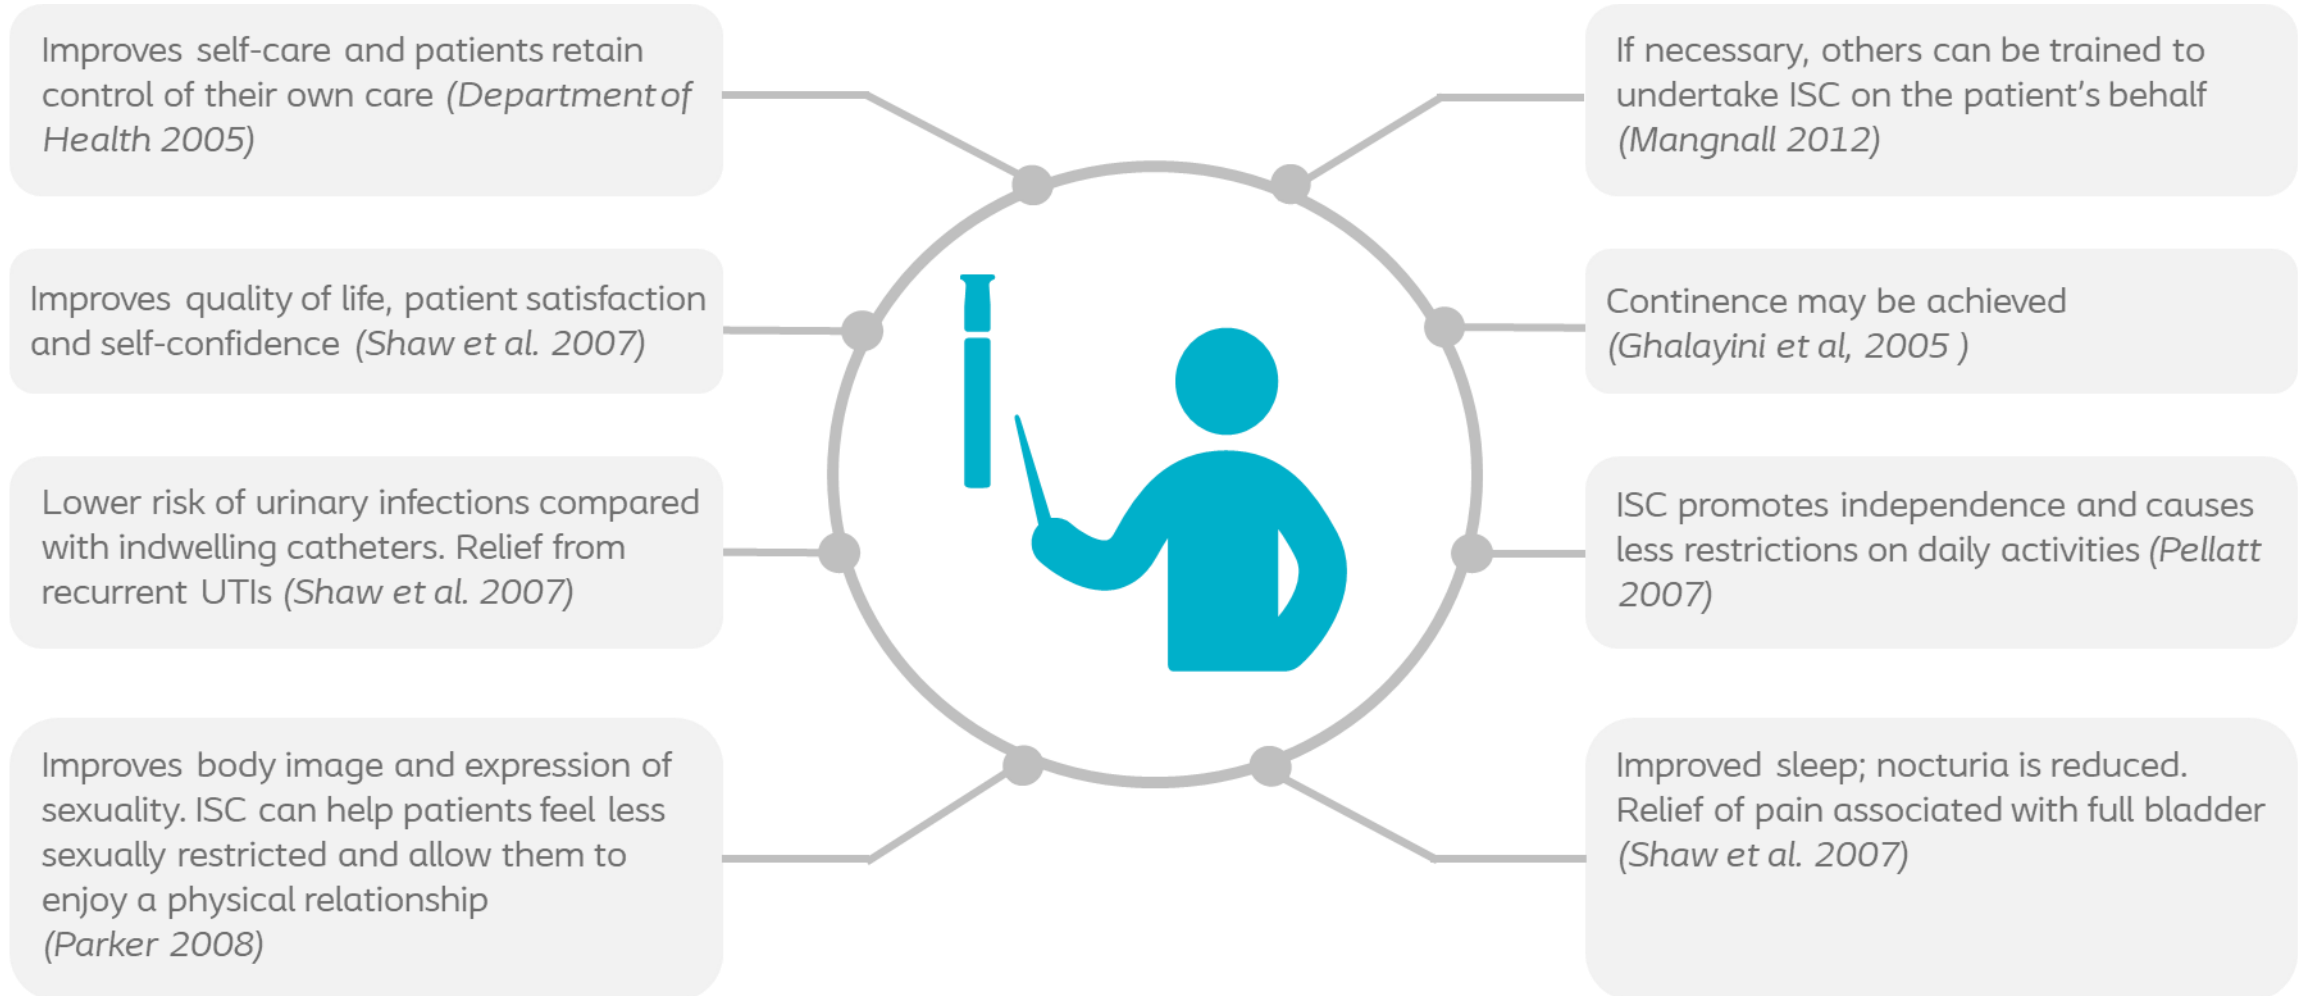 Improves self-care and patients retain
control of their own care (Department of
Health 2005)
Improves quality of life, patient satisfaction
and self-confidence (Shaw et al. 2007)
Lower risk of urinary infections compared
with indwelling catheters. Relief from
recurrent UTIs (Shaw et al. 2007)
Improves body image and expression of
sexuality. ISC can help patients feel less
sexually restricted and allow them to
enjoy a physical relationship
(Parker 2008)
If necessary, others can be trained to
undertake ISC on the patient’s behalf
(Mangnall 2012)
Continence may be achieved
(Ghalayini et al, 2005 )
ISC promotes independence and causes
less restrictions on daily activities (Pellatt
2007)
Improved sleep; nocturia is reduced.
Relief of pain associated with full bladder
(Shaw et al. 2007)